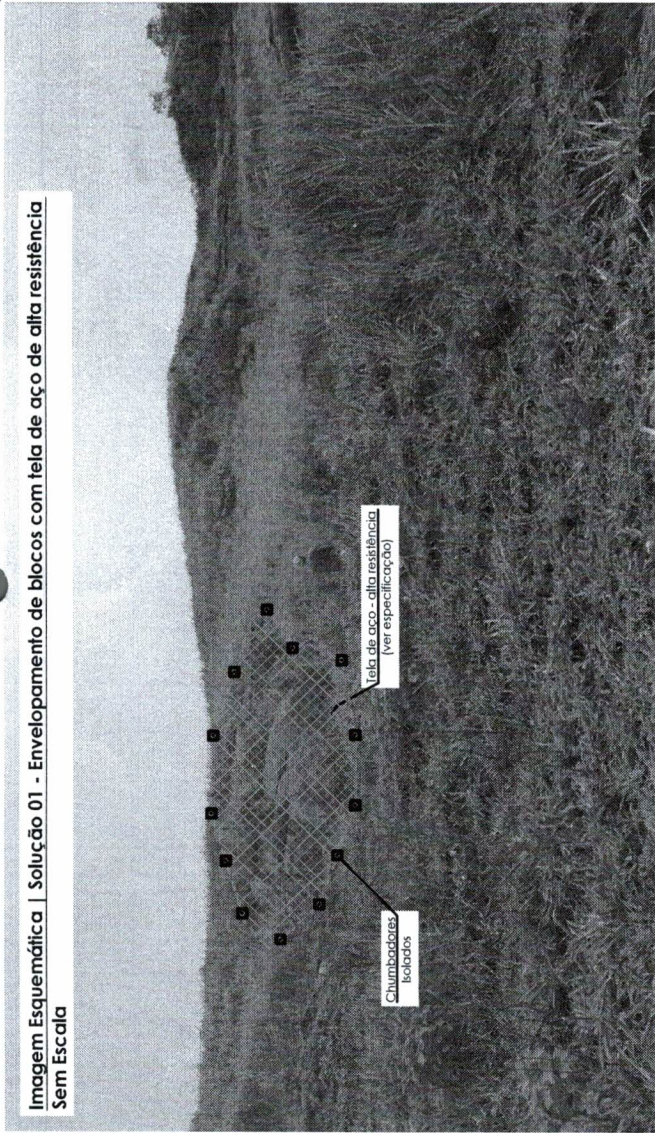 Imagem Esquemática | Solução 01 - Envelopamento de blocos com tela de aço de alta resistência
Sem Escala
Tela de aço - alta resistência
(ver especificação)
Chumbadores
Isolados